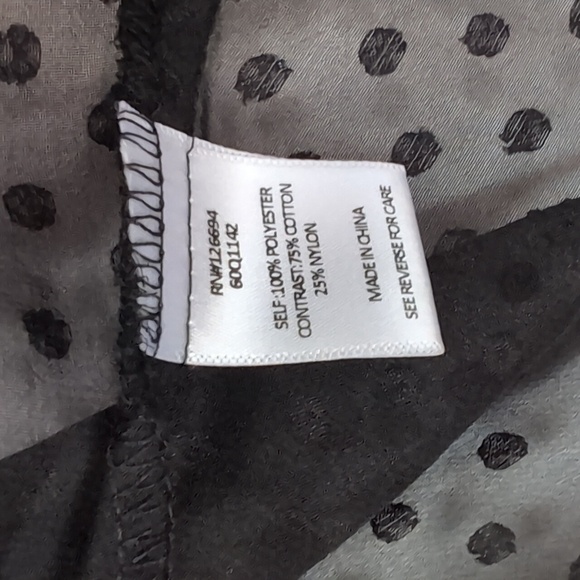 RN#126694
60Q1142
SELF:100% POLYESTER
CONTRAST:75% COTTON
25% NYLON
MADE IN CHINA
SEE REVERSE FOR CARE